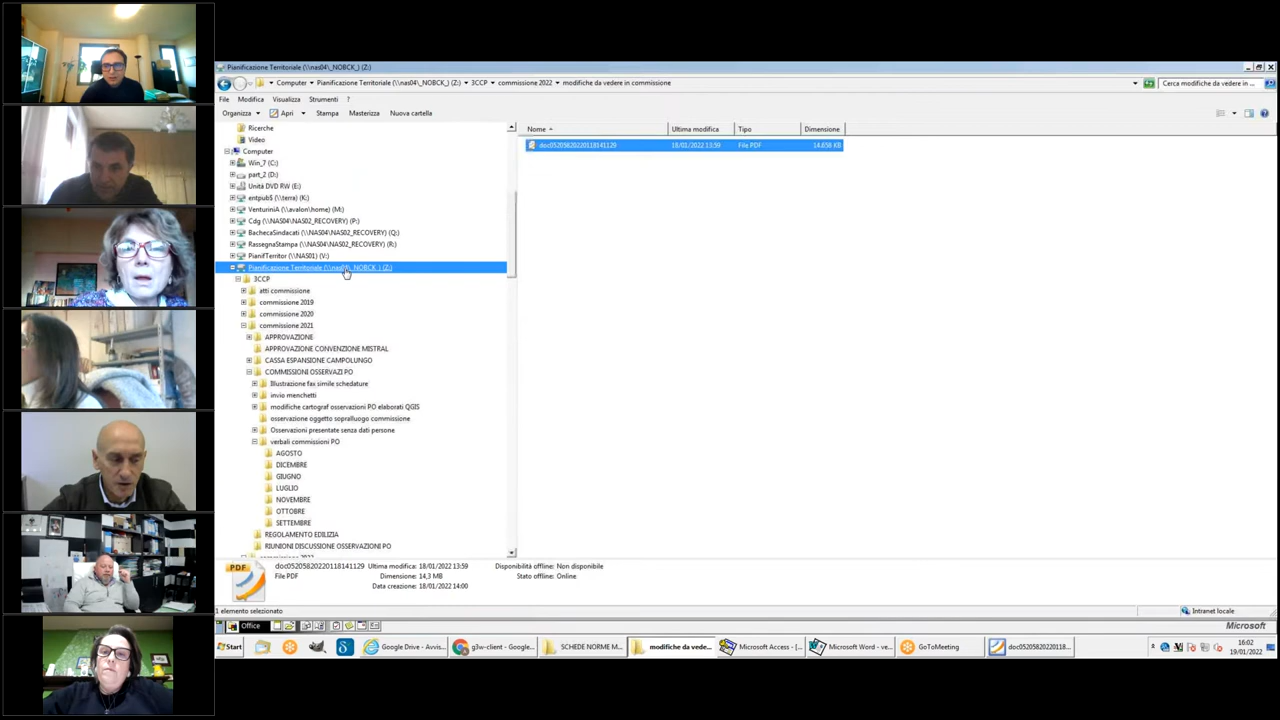 Pianificazione Territoriale (\\nas04\_NOBCK_) (Z:)
Computer Pianificazione Territoriale (\\nas04\_NOBCK_) (Z:) 3CCP commissione 2022 modifiche da vedere in commissione
Cerca modifiche da vedere in...
File Modifica Visualizza Strumenti ?
Organizza Apri Stampa Masterizza Nuova cartella
Ricerche
Video
Computer
Win_7 (C:)
part_2 (D:)
Unità DVD RW (E:)
entpub$ (\\terra) (K:)
VenturiniA (\\avalon\home) (M:)
Cdg (\\NAS04\NAS02_RECOVERY) (P:)
BachecaSindacati (\\NAS04\NAS02_RECOVERY) (Q:)
RassegnaStampa (\\NAS04\NAS02_RECOVERY) (R:)
PianifTerritor (\\NAS01) (V:)
Pianificazione Territoriale (\\nas04\_NOBCK_) (Z:)
3CCP
atti commissione
commissione 2019
commissione 2020
commissione 2021
APPROVAZIONE
APPROVAZIONE CONVENZIONE MISTRAL
CASSA ESPANSIONE CAMPOLUNGO
COMMISSIONI OSSERVAZI PO
Illustrazione fax simile schedature
invio menchetti
modifiche cartograf osservazioni PO elaborati QGIS
osservazione oggetto sopralluogo commissione
Osservazioni presentate senza dati persone
verbali commissioni PO
AGOSTO
DICEMBRE
GIUGNO
LUGLIO
NOVEMBRE
OTTOBRE
SETTEMBRE
REGOLAMENTO EDILIZIA
RIUNIONI DISCUSSIONE OSSERVAZIONI PO
Nome Ultima modifica Tipo Dimensione
doc05205820220118141129 18/01/2022 13:59 File PDF 14.658 KB
PDF
doc05205820220118141129 Ultima modifica: 18/01/2022 13:59 Disponibilità offline: Non disponibile
File PDF Dimensione: 14,3 MB Stato offline: Online
Data creazione: 18/01/2022 14:00
1 elemento selezionato
Intranet locale
Office
Microsoft
Start
Google Drive - Avvis...
g3w-client - Google...
SCHEDE NORME M...
modifiche da vede...
Microsoft Access - [...
Microsoft Word - ve...
GoToMeeting
doc05205820220118...
16:02
19/01/2022